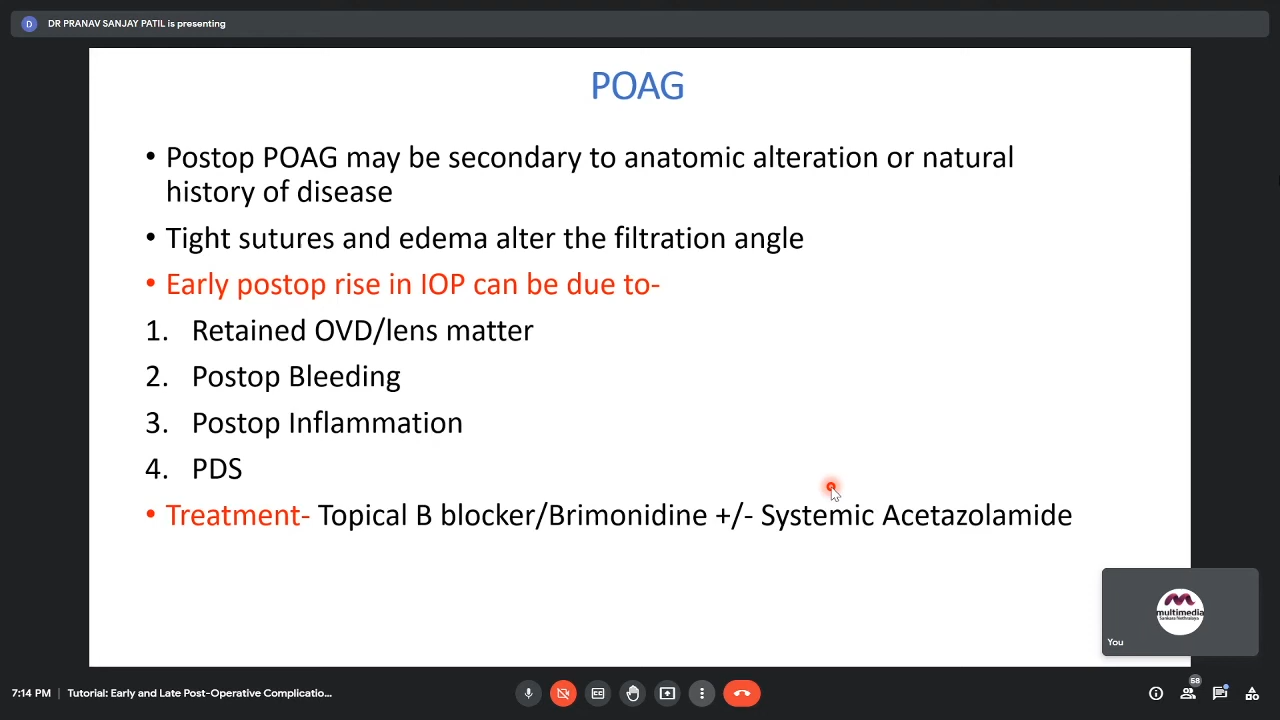 D DR PRANAV SANJAY PATIL is presenting
POAG
• Postop POAG may be secondary to anatomic alteration or natural
history of disease
• Tight sutures and edema alter the filtration angle
• Early postop rise in IOP can be due to-
1. Retained OVD/lens matter
2. Postop Bleeding
3. Postop Inflammation
4. PDS
• Treatment- Topical B blocker/Brimonidine +/- Systemic Acetazolamide
multimedia
Sankara Nethralaya
You
7:14 PM | Tutorial: Early and Late Post-Operative Complicatio...
58